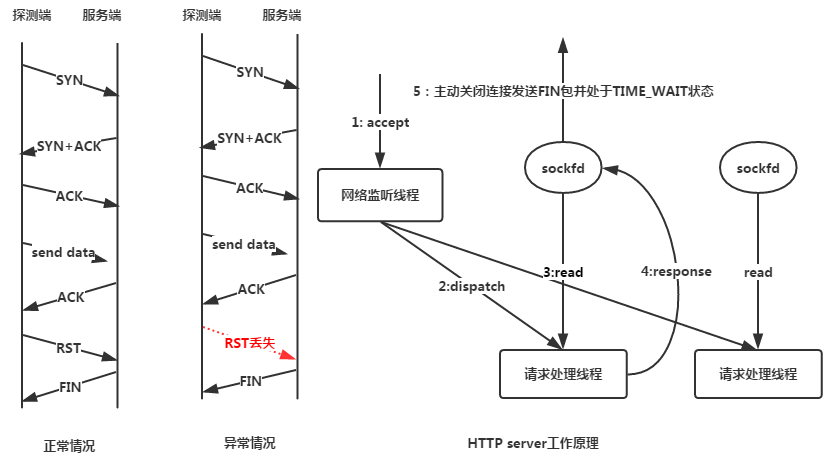 探测端
服务端
SYN
SYN+ACK
ACK
send data
ACK
RST
FIN
正常情况
探测端
服务端
SYN
SYN+ACK
ACK
send data
ACK
RST丢失
FIN
异常情况
5：主动关闭连接发送FIN包并处于TIME_WAIT状态
1: accept
网络监听线程
sockfd
sockfd
2:dispatch
3:read
4:response
read
请求处理线程
请求处理线程
HTTP server工作原理